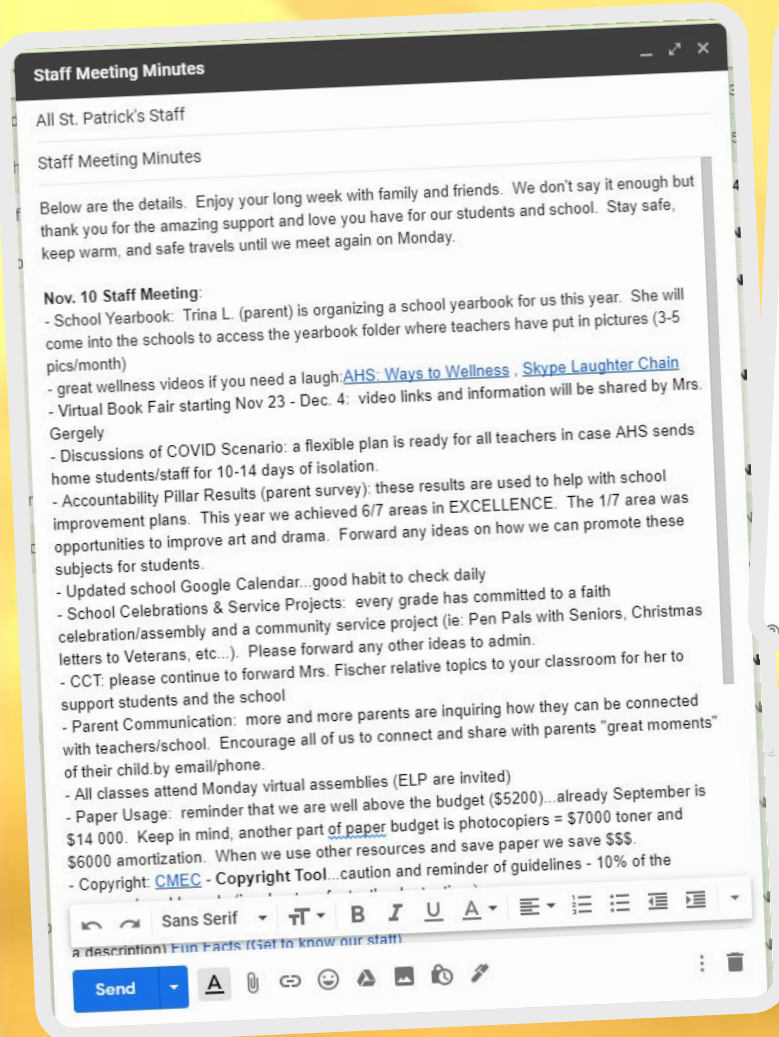 Staff Meeting Minutes
All St. Patrick's Staff
Staff Meeting Minutes
Below are the details. Enjoy your long week with family and friends. We don't say it enough but
thank you for the amazing support and love you have for our students and school. Stay safe,
keep warm, and safe travels until we meet again on Monday.
Nov. 10 Staff Meeting:
- School Yearbook: Trina L. (parent) is organizing a school yearbook for us this year. She will
come into the schools to access the yearbook folder where teachers have put in pictures (3-5
pics/month)
- great wellness videos if you need a laugh:AHS: Ways to Wellness , Skype Laughter Chain
- Virtual Book Fair starting Nov 23 - Dec. 4: video links and information will be shared by Mrs.
Gergely
- Discussions of COVID Scenario: a flexible plan is ready for all teachers in case AHS sends
home students/staff for 10-14 days of isolation.
- Accountability Pillar Results (parent survey): these results are used to help with school
improvement plans. This year we achieved 6/7 areas in EXCELLENCE. The 1/7 area was
opportunities to improve art and drama. Forward any ideas on how we can promote these
subjects for students.
- Updated school Google Calendar...good habit to check daily
- School Celebrations & Service Projects: every grade has committed to a faith
celebration/assembly and a community service project (ie: Pen Pals with Seniors, Christmas
letters to Veterans, etc...). Please forward any other ideas to admin.
- CCT: please continue to forward Mrs. Fischer relative topics to your classroom for her to
support students and the school
- Parent Communication: more and more parents are inquiring how they can be connected
with teachers/school. Encourage all of us to connect and share with parents "great moments"
of their child.by email/phone.
- All classes attend Monday virtual assemblies (ELP are invited)
- Paper Usage: reminder that we are well above the budget ($5200)...already September is
$14 000. Keep in mind, another part of paper budget is photocopiers = $7000 toner and
$6000 amortization. When we use other resources and save paper we save $$$.
- Copyright: CMEC - Copyright Tool...caution and reminder of guidelines - 10% of the
Sans Serif
a description) Fun Facts (Get to know our staff)
Send